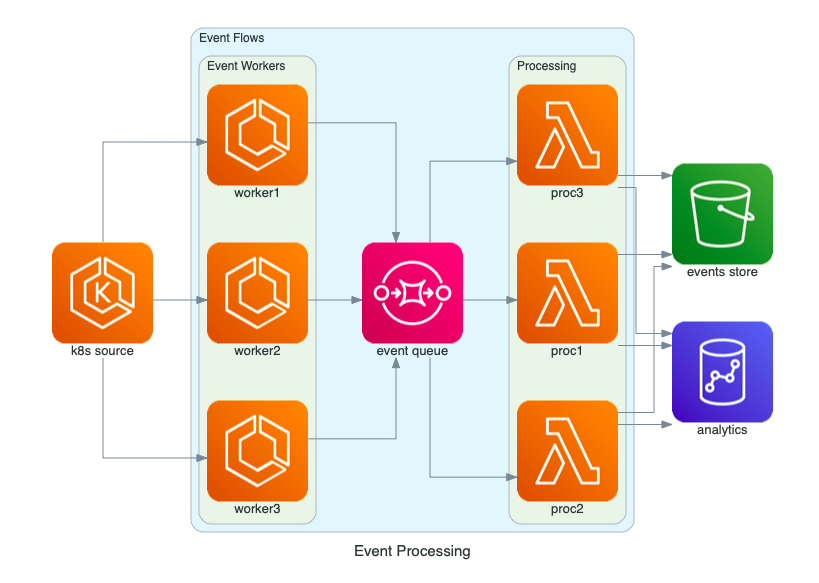 Event Flows
Event Workers
Processing
worker1
proc3
events store
k8s source
worker2
event queue
proc1
analytics
worker3
proc2
Event Processing
K